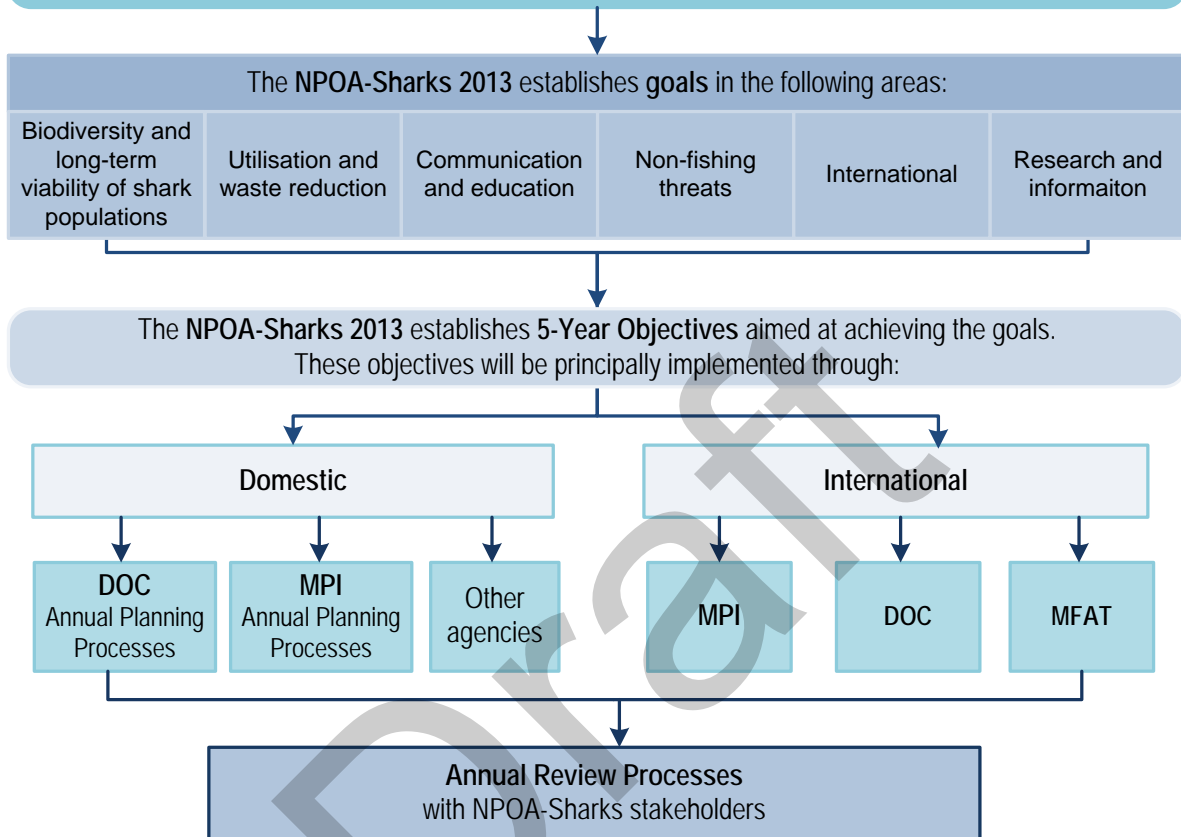 The NPOA-Sharks 2013 establishes goals in the following areas:
Biodiversity and
long-term
viability of shark
populations
Utilisation and
waste reduction
Communication
and education
Non-fishing
threats
International
Research and
informaiton
The NPOA-Sharks 2013 establishes 5-Year Objectives aimed at achieving the goals.
These objectives will be principally implemented through:
Domestic
International
DOC
Annual Planning
Processes
MPI
Annual Planning
Processes
Other
agencies
MPI
DOC
MFAT
Annual Review Processes
with NPOA-Sharks stakeholders
Draft